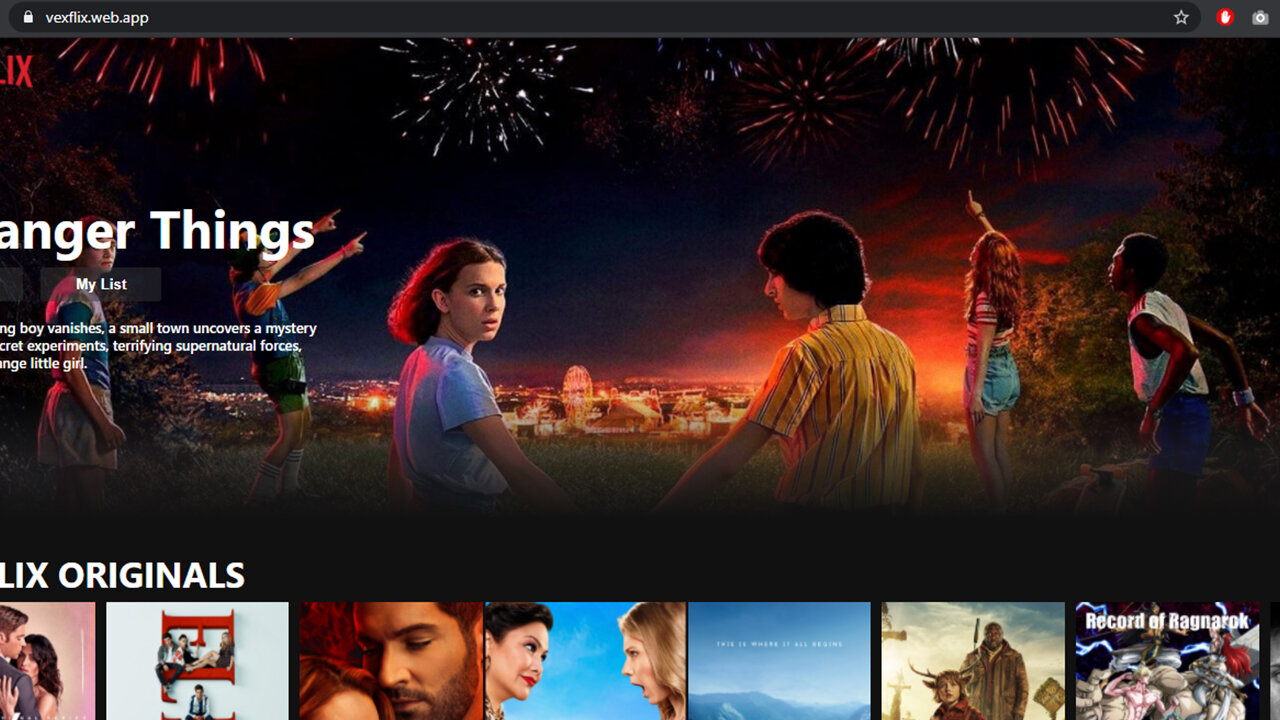 vexflix.web.app
LIX
anger Things
My List
ng boy vanishes, a small town uncovers a mystery
cret experiments, terrifying supernatural forces,
ange little girl.
LIX ORIGINALS
THIS IS WHERE IT ALL BEGINS
Record of Ragnarok